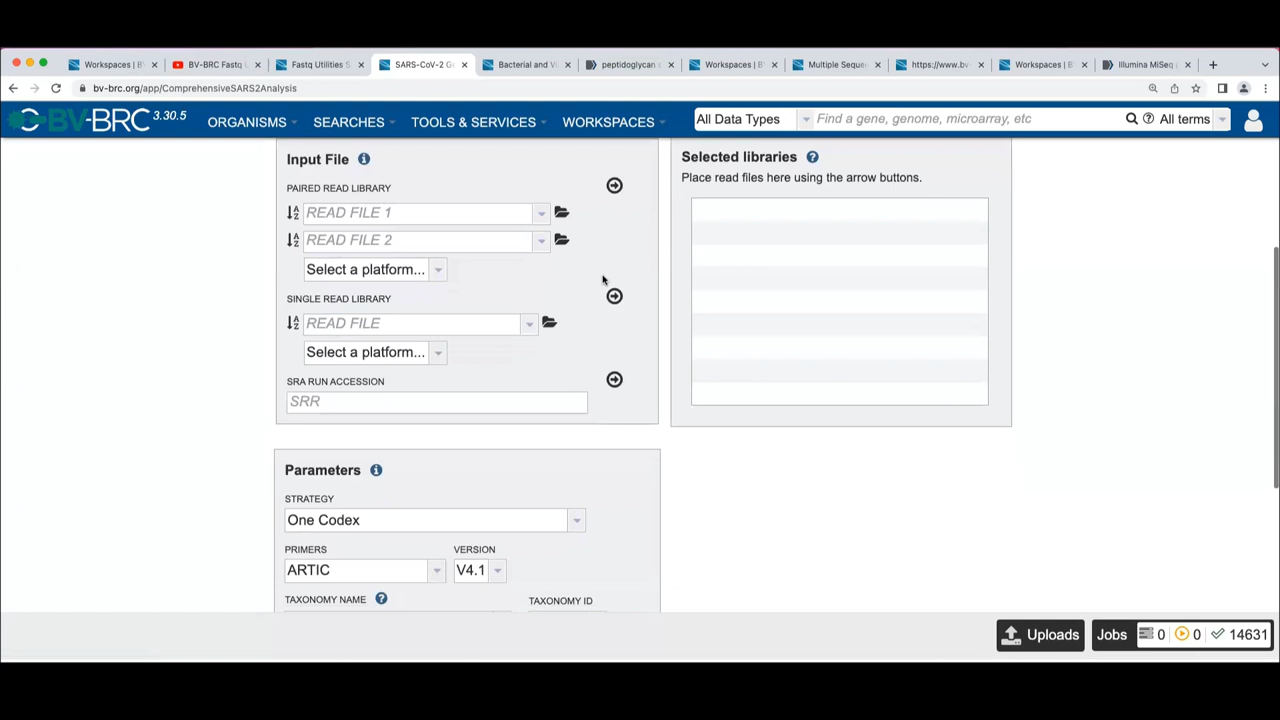 Workspaces | BV
BV-BRC Fastq U
Fastq Utilities S
SARS-CoV-2 Ge
Bacterial and Vi
peptidoglycan s
Workspaces | B
Multiple Seque
https://www.bv-
Workspaces | B
Illumina MiSeq |
bv-brc.org/app/ComprehensiveSARS2Analysis
BV-BRC 3.30.5
ORGANISMS
SEARCHES
TOOLS & SERVICES
WORKSPACES
All Data Types
Find a gene, genome, microarray, etc
All terms
Input File
PAIRED READ LIBRARY
READ FILE 1
READ FILE 2
Select a platform...
SINGLE READ LIBRARY
READ FILE
Select a platform...
SRA RUN ACCESSION
SRR
Selected libraries
Place read files here using the arrow buttons.
Parameters
STRATEGY
One Codex
PRIMERS
VERSION
ARTIC
V4.1
TAXONOMY NAME
TAXONOMY ID
Uploads
Jobs
0
0
14631